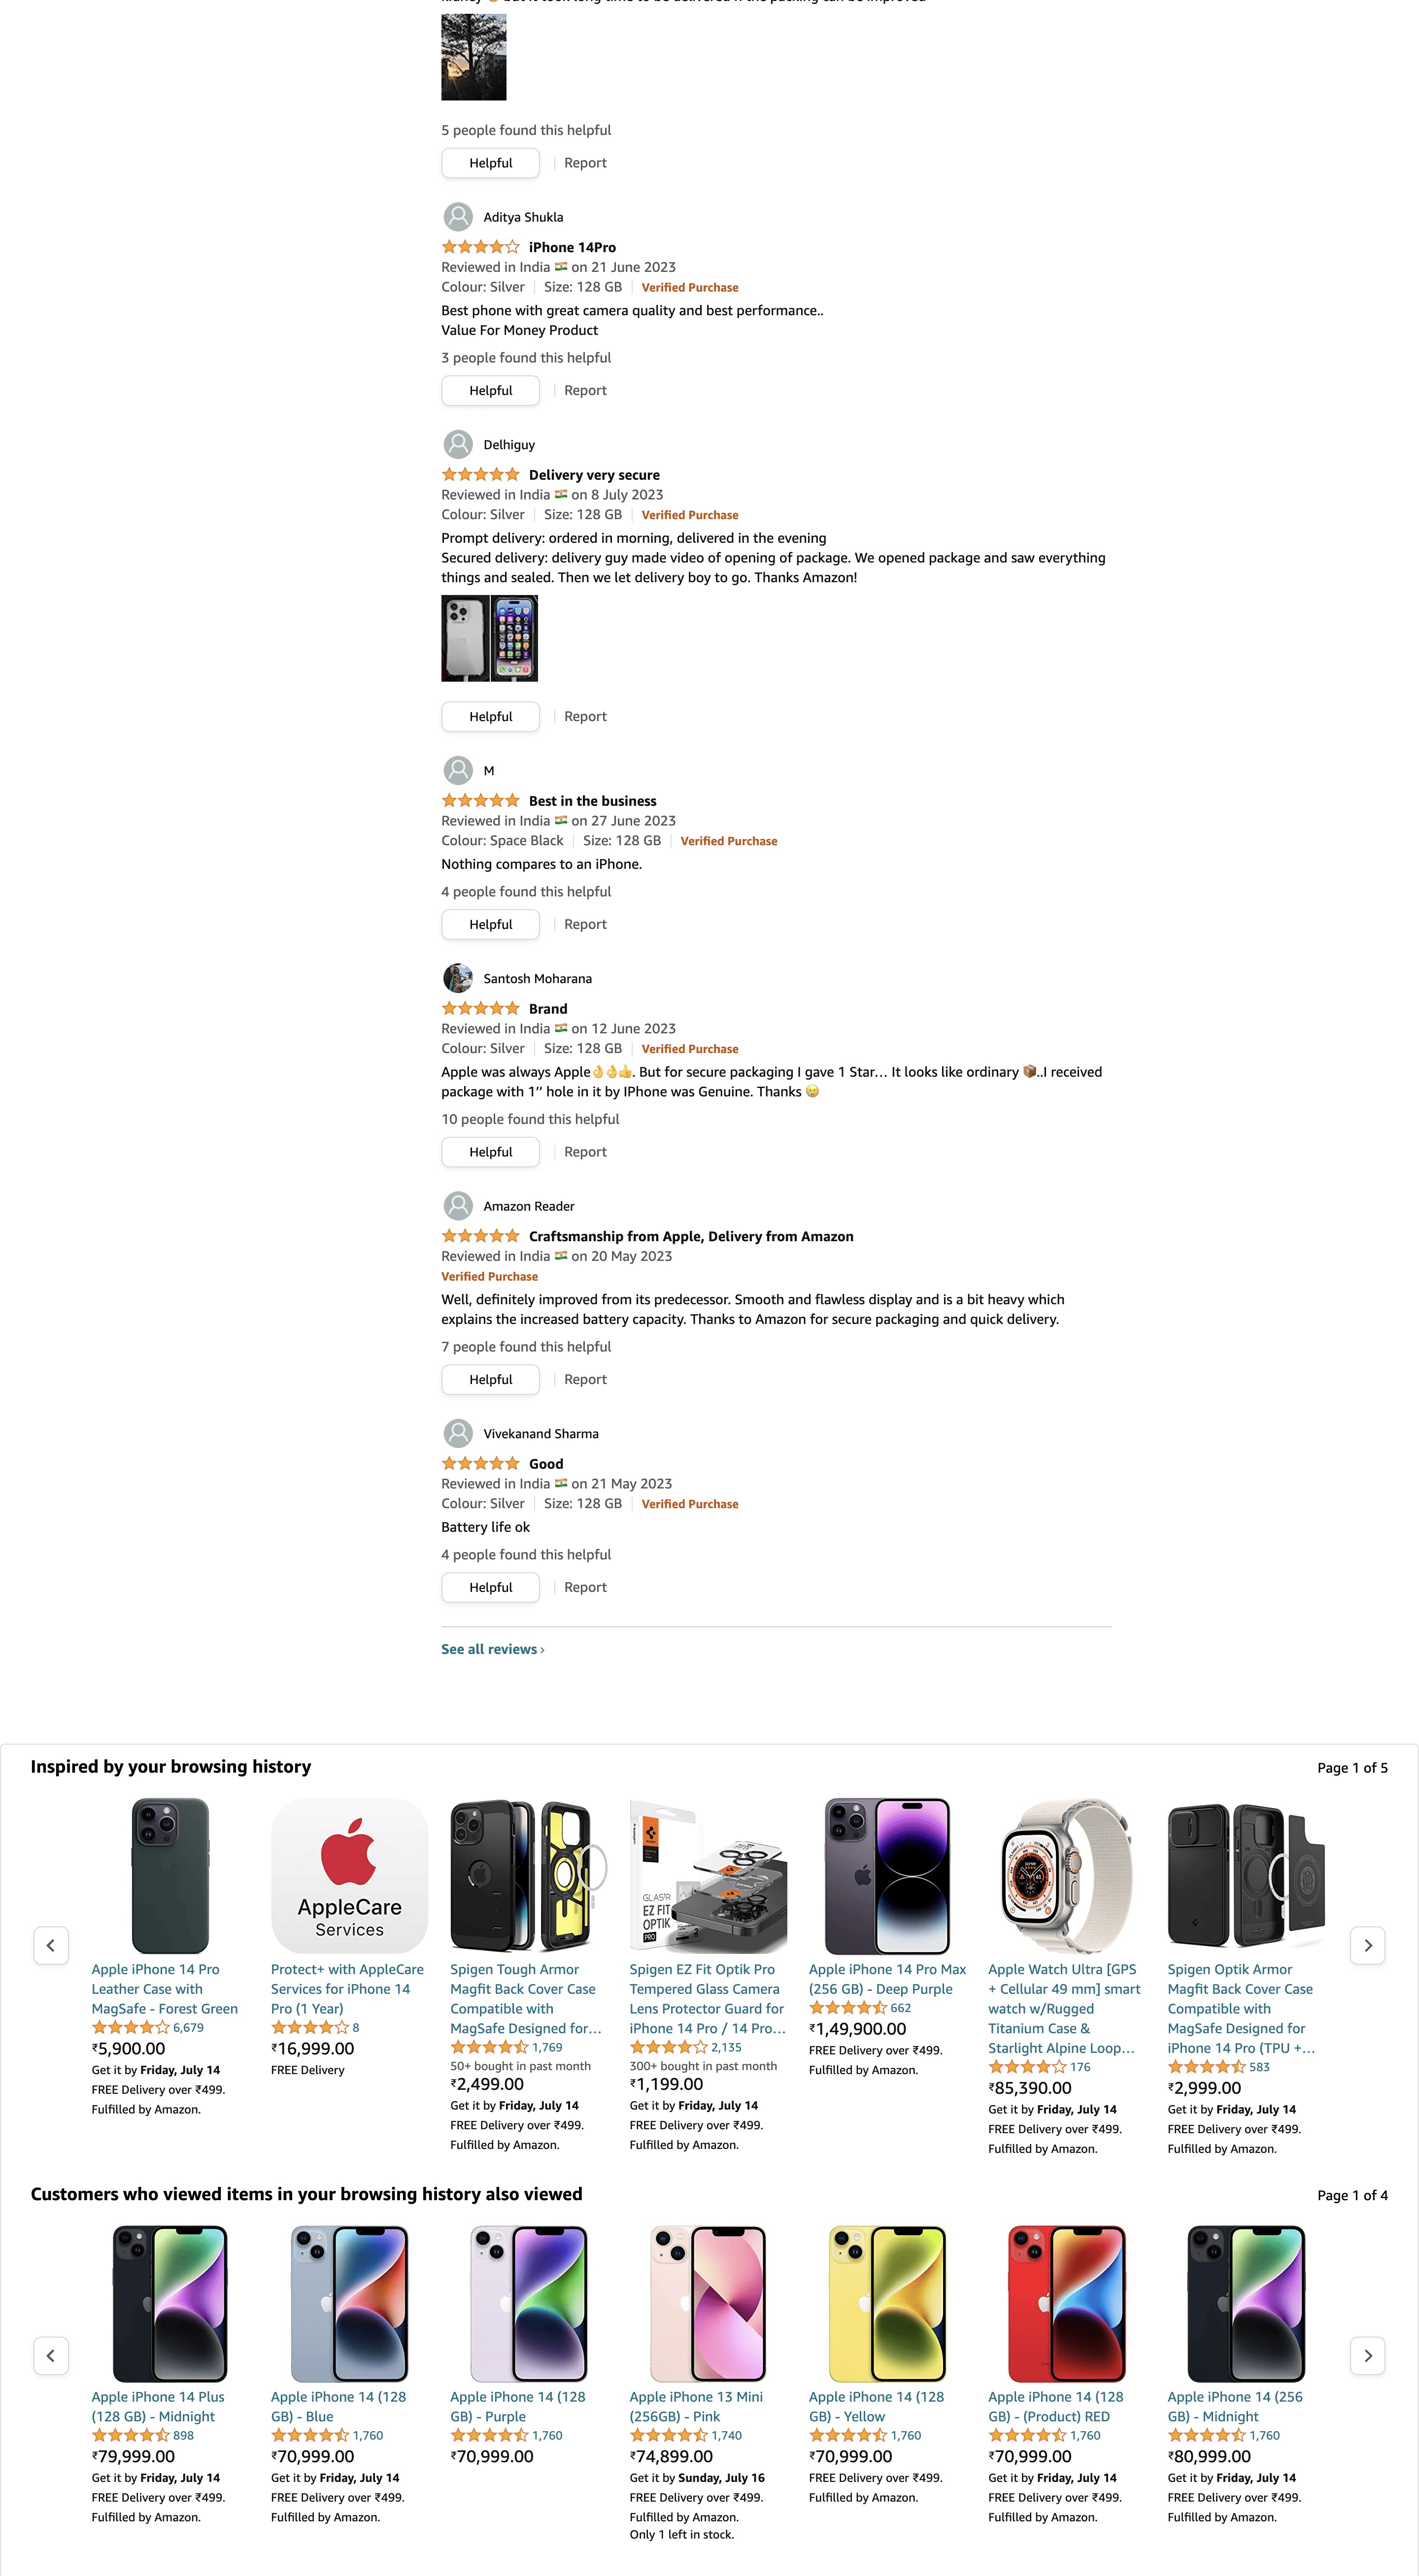 5 people found this helpful
Helpful
Report
Aditya Shukla
iPhone 14Pro
Reviewed in India 🇮🇳 on 21 June 2023
Colour: Silver | Size: 128 GB | Verified Purchase
Best phone with great camera quality and best performance..
Value For Money Product
3 people found this helpful
Helpful
Report
Delhiguy
Delivery very secure
Reviewed in India 🇮🇳 on 8 July 2023
Colour: Silver | Size: 128 GB | Verified Purchase
Prompt delivery: ordered in morning, delivered in the evening
Secured delivery: delivery guy made video of opening of package. We opened package and saw everything
things and sealed. Then we let delivery boy to go. Thanks Amazon!
Helpful
Report
M
Best in the business
Reviewed in India 🇮🇳 on 27 June 2023
Colour: Space Black | Size: 128 GB | Verified Purchase
Nothing compares to an iPhone.
4 people found this helpful
Helpful
Report
Santosh Moharana
Brand
Reviewed in India 🇮🇳 on 12 June 2023
Colour: Silver | Size: 128 GB | Verified Purchase
Apple was always Apple👌👌👍. But for secure packaging I gave 1 Star… It looks like ordinary 📦..I received
package with 1” hole in it by IPhone was Genuine. Thanks 😄
10 people found this helpful
Helpful
Report
Amazon Reader
Craftsmanship from Apple, Delivery from Amazon
Reviewed in India 🇮🇳 on 20 May 2023
Verified Purchase
Well, definitely improved from its predecessor. Smooth and flawless display and is a bit heavy which
explains the increased battery capacity. Thanks to Amazon for secure packaging and quick delivery.
7 people found this helpful
Helpful
Report
Vivekanand Sharma
Good
Reviewed in India 🇮🇳 on 21 May 2023
Colour: Silver | Size: 128 GB | Verified Purchase
Battery life ok
4 people found this helpful
Helpful
Report
See all reviews ›
Inspired by your browsing history
Page 1 of 5
AppleCare
Services
GLAS.tR
EZ FIT
OPTIK
PRO
Apple iPhone 14 Pro
Leather Case with
MagSafe - Forest Green
6,679
₹5,900.00
Get it by Friday, July 14
FREE Delivery over ₹499.
Fulfilled by Amazon.
Protect+ with AppleCare
Services for iPhone 14
Pro (1 Year)
8
₹16,999.00
FREE Delivery
Spigen Tough Armor
Magfit Back Cover Case
Compatible with
MagSafe Designed for…
1,769
50+ bought in past month
₹2,499.00
Get it by Friday, July 14
FREE Delivery over ₹499.
Fulfilled by Amazon.
Spigen EZ Fit Optik Pro
Tempered Glass Camera
Lens Protector Guard for
iPhone 14 Pro / 14 Pro…
2,135
300+ bought in past month
₹1,199.00
Get it by Friday, July 14
FREE Delivery over ₹499.
Fulfilled by Amazon.
Apple iPhone 14 Pro Max
(256 GB) - Deep Purple
662
₹1,49,900.00
FREE Delivery over ₹499.
Fulfilled by Amazon.
Apple Watch Ultra [GPS
+ Cellular 49 mm] smart
watch w/Rugged
Titanium Case &
Starlight Alpine Loop…
176
₹85,390.00
Get it by Friday, July 14
FREE Delivery over ₹499.
Fulfilled by Amazon.
Spigen Optik Armor
Magfit Back Cover Case
Compatible with
MagSafe Designed for
iPhone 14 Pro (TPU +…
583
₹2,999.00
Get it by Friday, July 14
FREE Delivery over ₹499.
Fulfilled by Amazon.
Customers who viewed items in your browsing history also viewed
Page 1 of 4
Apple iPhone 14 Plus
(128 GB) - Midnight
898
₹79,999.00
Get it by Friday, July 14
FREE Delivery over ₹499.
Fulfilled by Amazon.
Apple iPhone 14 (128
GB) - Blue
1,760
₹70,999.00
Get it by Friday, July 14
FREE Delivery over ₹499.
Fulfilled by Amazon.
Apple iPhone 14 (128
GB) - Purple
1,760
₹70,999.00
Apple iPhone 13 Mini
(256GB) - Pink
1,740
₹74,899.00
Get it by Sunday, July 16
FREE Delivery over ₹499.
Fulfilled by Amazon.
Only 1 left in stock.
Apple iPhone 14 (128
GB) - Yellow
1,760
₹70,999.00
FREE Delivery over ₹499.
Fulfilled by Amazon.
Apple iPhone 14 (128
GB) - (Product) RED
1,760
₹70,999.00
Get it by Friday, July 14
FREE Delivery over ₹499.
Fulfilled by Amazon.
Apple iPhone 14 (256
GB) - Midnight
1,760
₹80,999.00
Get it by Friday, July 14
FREE Delivery over ₹499.
Fulfilled by Amazon.